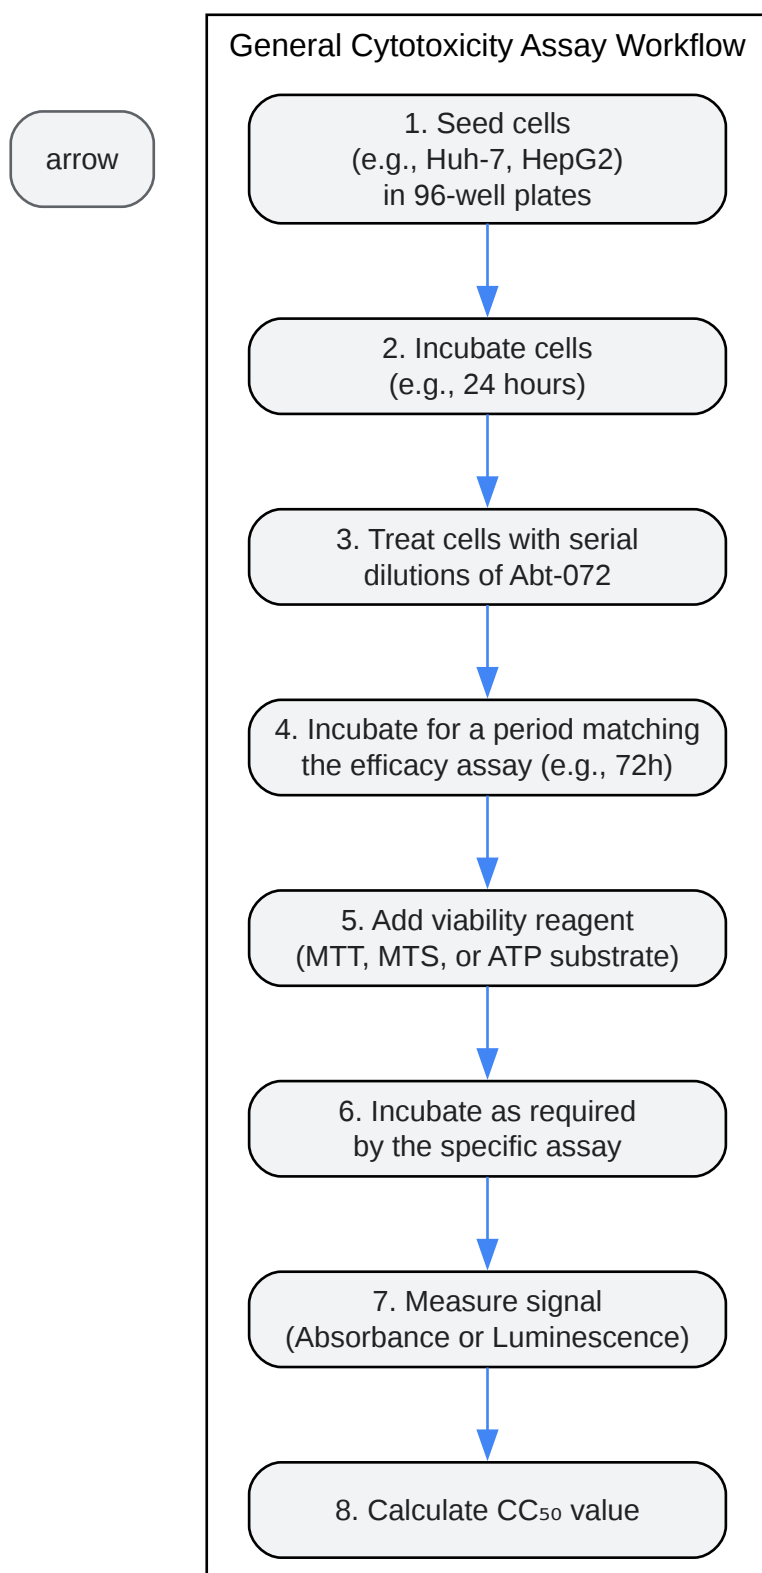 General Cytotoxicity Assay Workflow
arrow
1. Seed cells
(e.g., Huh-7, HepG2)
in 96-well plates
2. Incubate cells
(e.g., 24 hours)
3. Treat cells with serial
dilutions of Abt-072
4. Incubate for a period matching
the efficacy assay (e.g., 72h)
5. Add viability reagent
(MTT, MTS, or ATP substrate)
6. Incubate as required
by the specific assay
7. Measure signal
(Absorbance or Luminescence)
8. Calculate CC₅₀ value